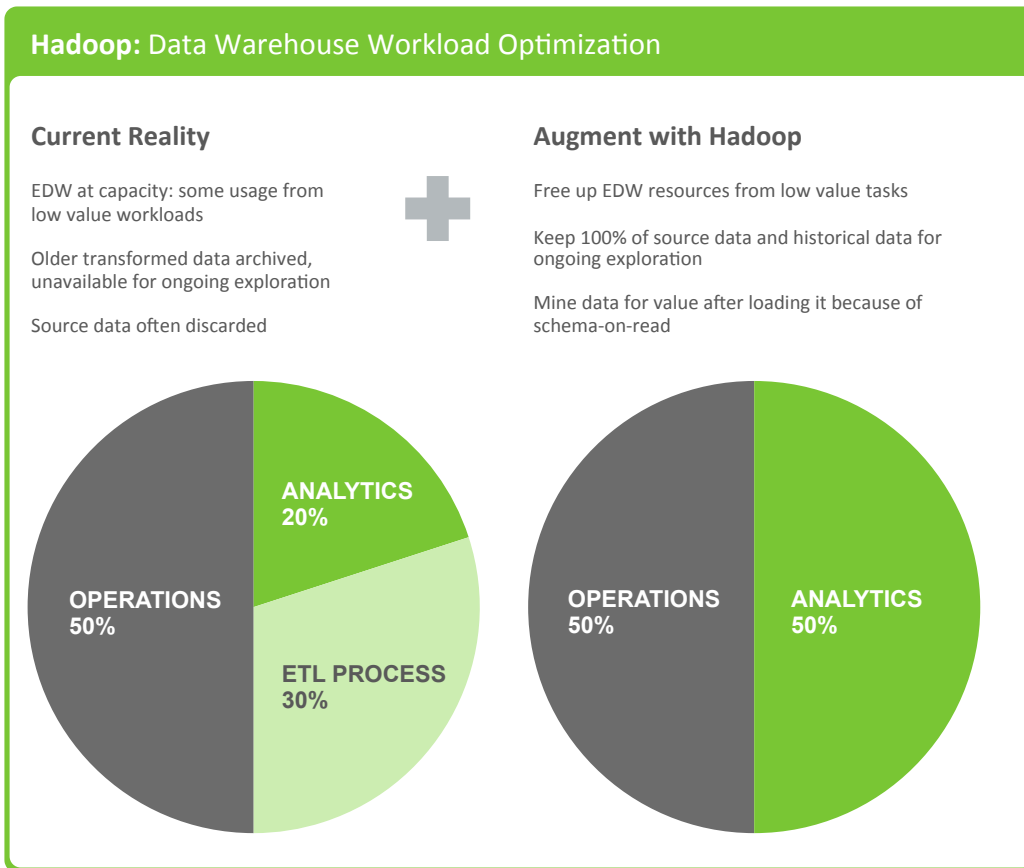 Hadoop: Data Warehouse Workload Optimization
Current Reality
EDW at capacity: some usage from
low value workloads
Older transformed data archived,
unavailable for ongoing exploration
Source data often discarded
Augment with Hadoop
Free up EDW resources from low value tasks
Keep 100% of source data and historical data for
ongoing exploration
Mine data for value after loading it because of
schema-on-read
OPERATIONS
50%
ANALYTICS
20%
ETL PROCESS
30%
OPERATIONS
50%
ANALYTICS
50%